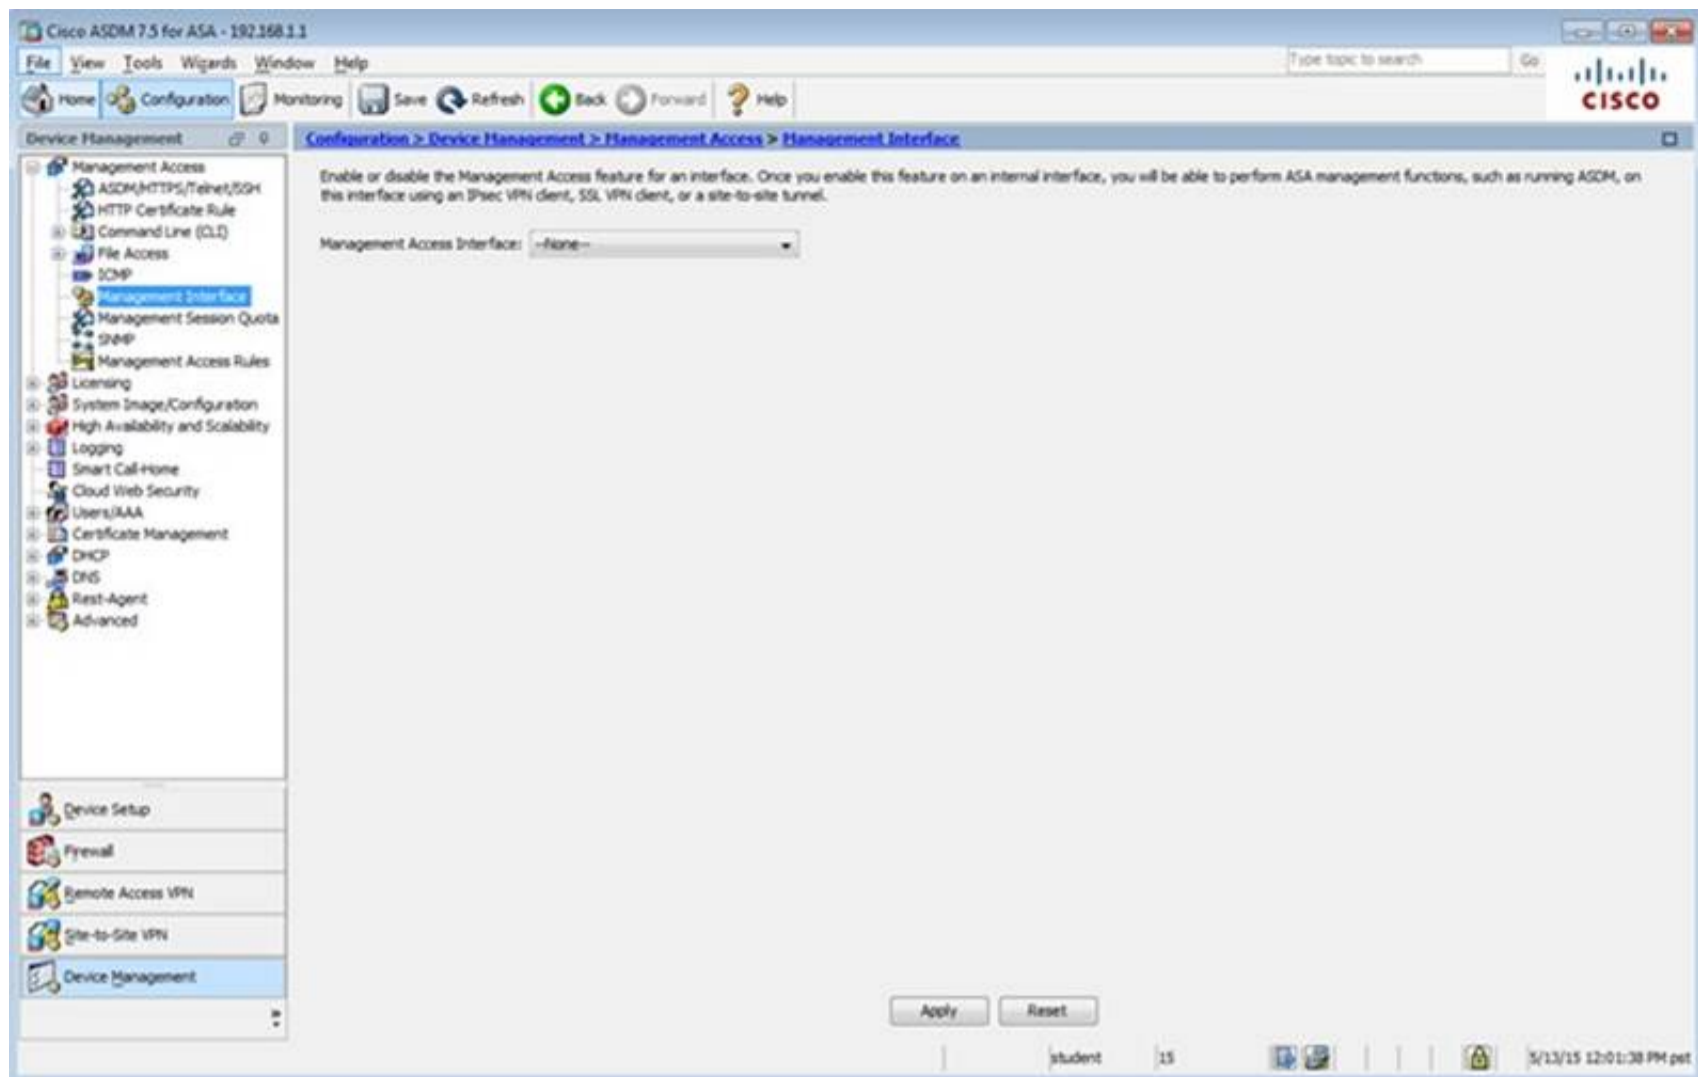 Cisco ASDM 7.5 for ASA - 192.168.1.1
File View Tools Wizards Window Help
Type topic to search Go
Home Configuration Monitoring Save Refresh Back Forward Help
CISCO
Device Management
Configuration > Device Management > Management Access > Management Interface
Management Access
ASDM/HTTPS/Telnet/SSH
HTTP Certificate Rule
Command Line (CLI)
File Access
ICMP
Management Interface
Management Session Quota
SNMP
Management Access Rules
Licensing
System Image/Configuration
High Availability and Scalability
Logging
Smart Call-Home
Cloud Web Security
Users/AAA
Certificate Management
DHCP
DNS
Rest-Agent
Advanced
Enable or disable the Management Access feature for an interface. Once you enable this feature on an internal interface, you will be able to perform ASA management functions, such as running ASDM, on
this interface using an IPsec VPN client, SSL VPN client, or a site-to-site tunnel.
Management Access Interface: --None--
Device Setup
Firewall
Remote Access VPN
Site-to-Site VPN
Device Management
Apply Reset
student 15 5/13/15 12:01:38 PM pst